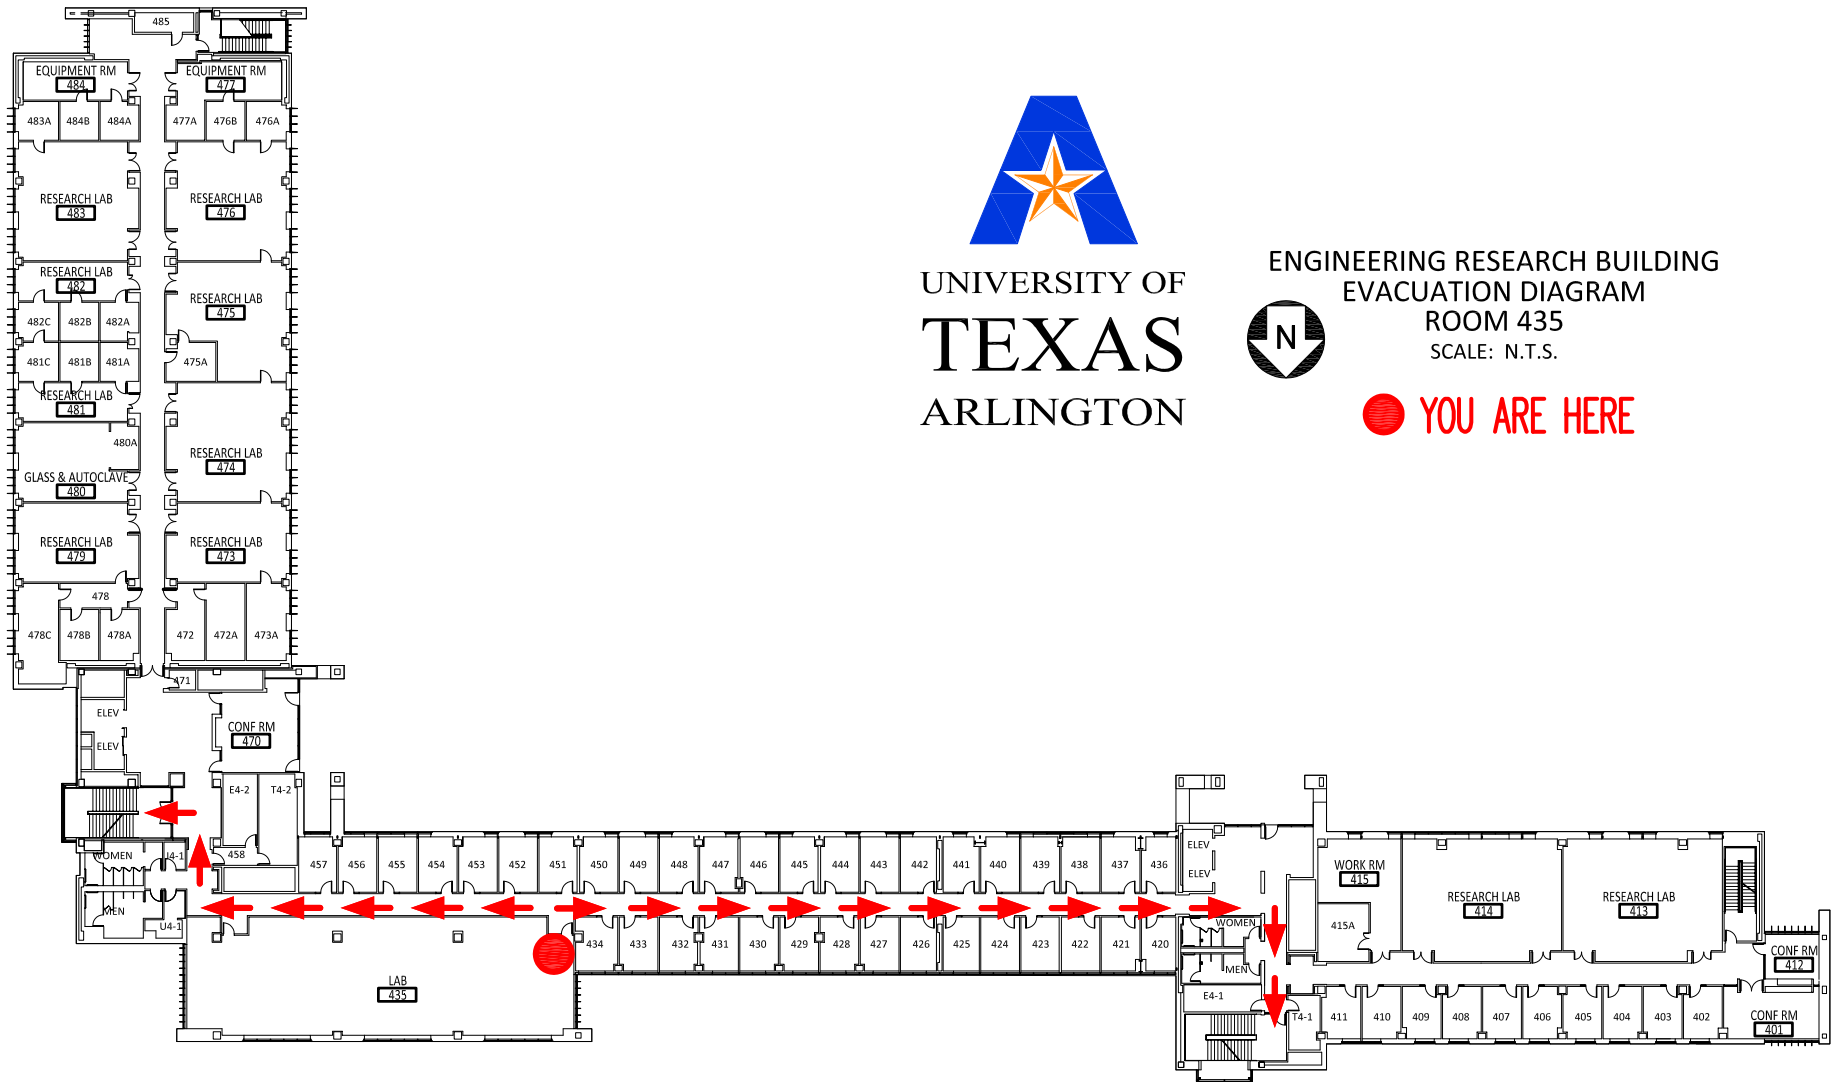 485
EQUIPMENT RM
484
EQUIPMENT RM
477
483A
484B
484A
477A
476B
476A
RESEARCH LAB
483
RESEARCH LAB
476
RESEARCH LAB
482
RESEARCH LAB
475
482C
482B
482A
481C
481B
481A
475A
RESEARCH LAB
481
480A
GLASS & AUTOCLAVE
480
RESEARCH LAB
474
RESEARCH LAB
479
RESEARCH LAB
473
478
478C
478B
478A
472
472A
473A
471
ELEV
ELEV
CONF RM
470
E4-2
T4-2
458
WOMEN
J4-1
MEN
U4-1
UNIVERSITY OF
TEXAS
ARLINGTON
ENGINEERING RESEARCH BUILDING
EVACUATION DIAGRAM
ROOM 435
SCALE: N.T.S.
N
YOU ARE HERE
457
456
455
454
453
452
451
450
449
448
447
446
445
444
443
442
441
440
439
438
437
436
434
433
432
431
430
429
428
427
426
425
424
423
422
421
420
LAB
435
ELEV
ELEV
WOMEN
MEN
E4-1
T4-1
WORK RM
415
415A
RESEARCH LAB
414
RESEARCH LAB
413
CONF RM
412
411
410
409
408
407
406
405
404
403
402
CONF RM
401